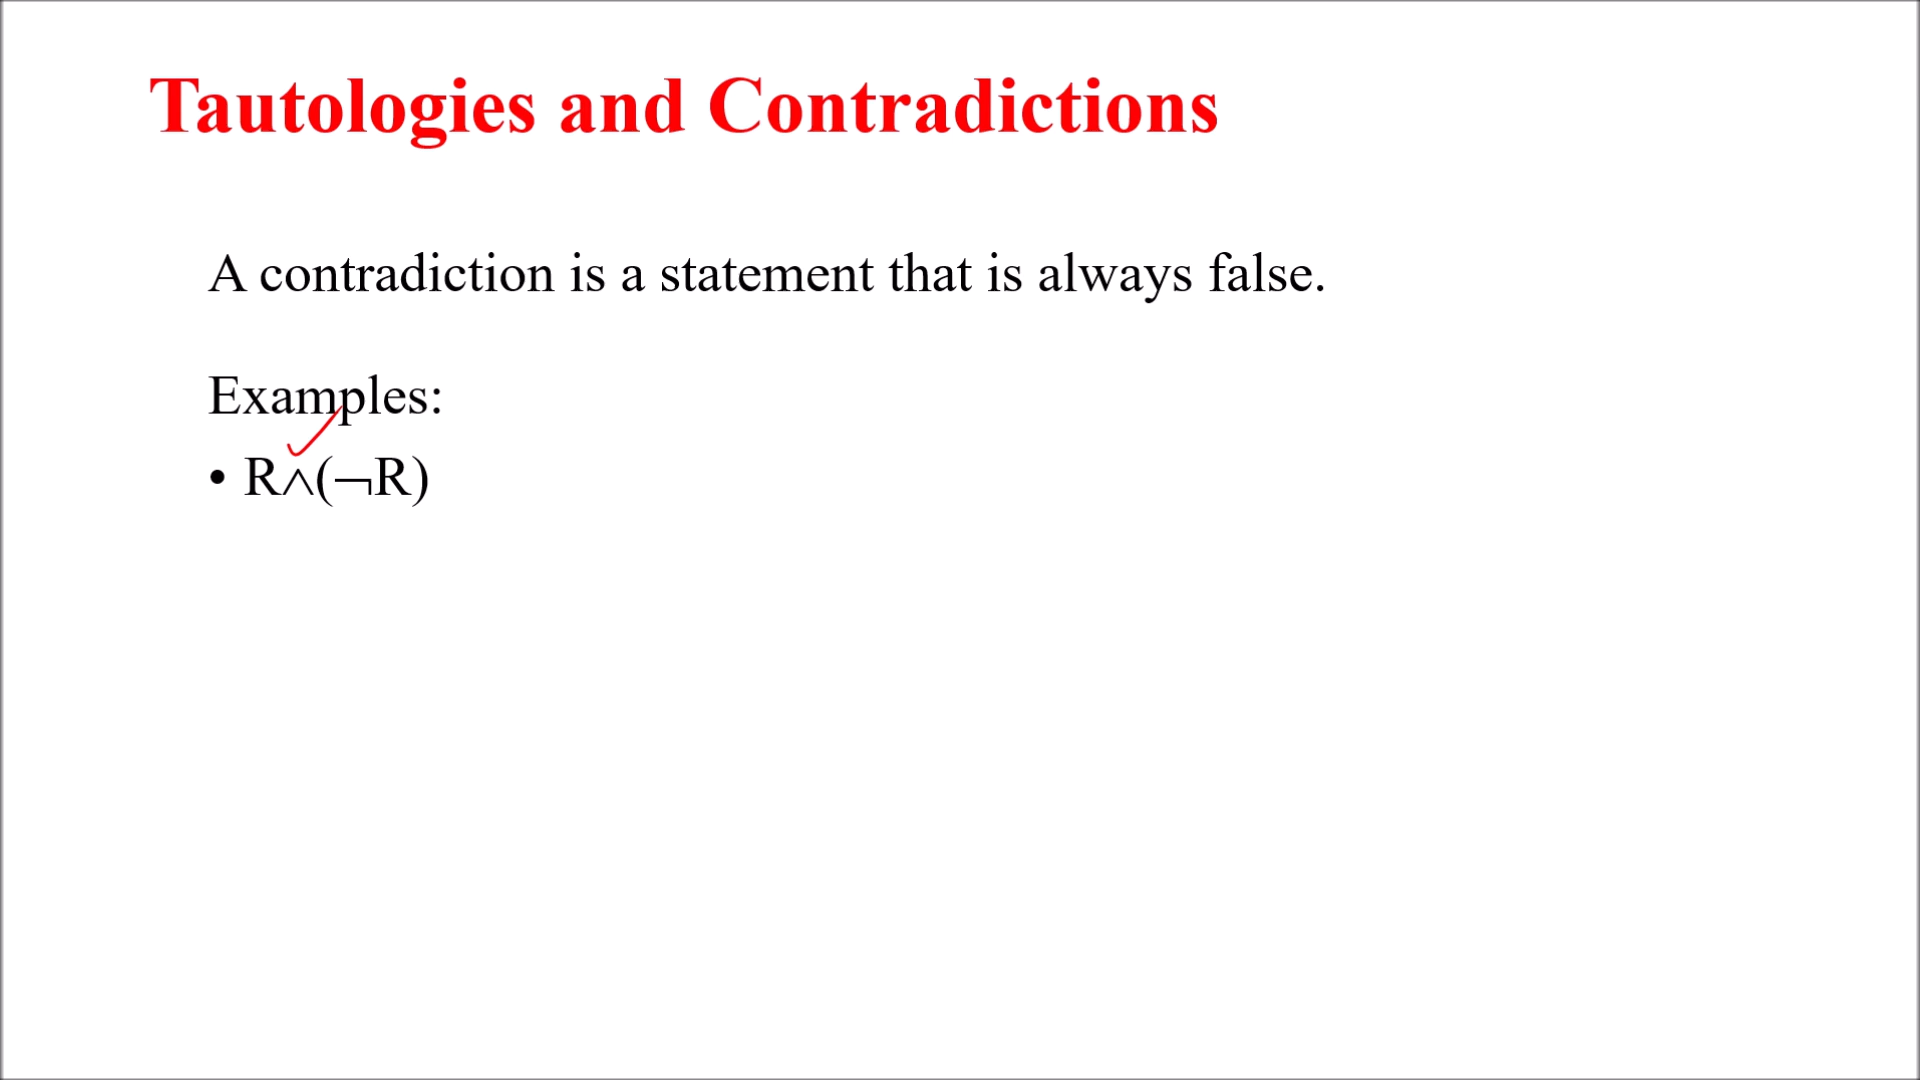 Tautologies and Contradictions
A contradiction is a statement that is always false.
Examples:
• R∧(¬R)